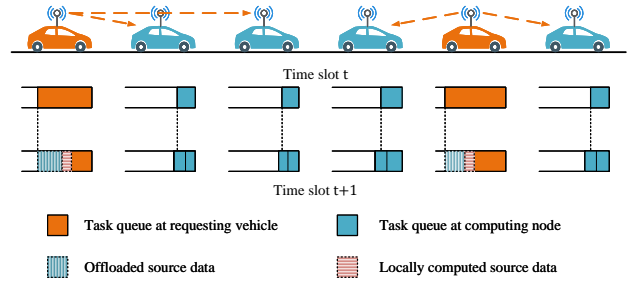 Time slot t
Time slot t+1
Task queue at requesting vehicle
Task queue at computing node
Offloaded source data
Locally computed source data